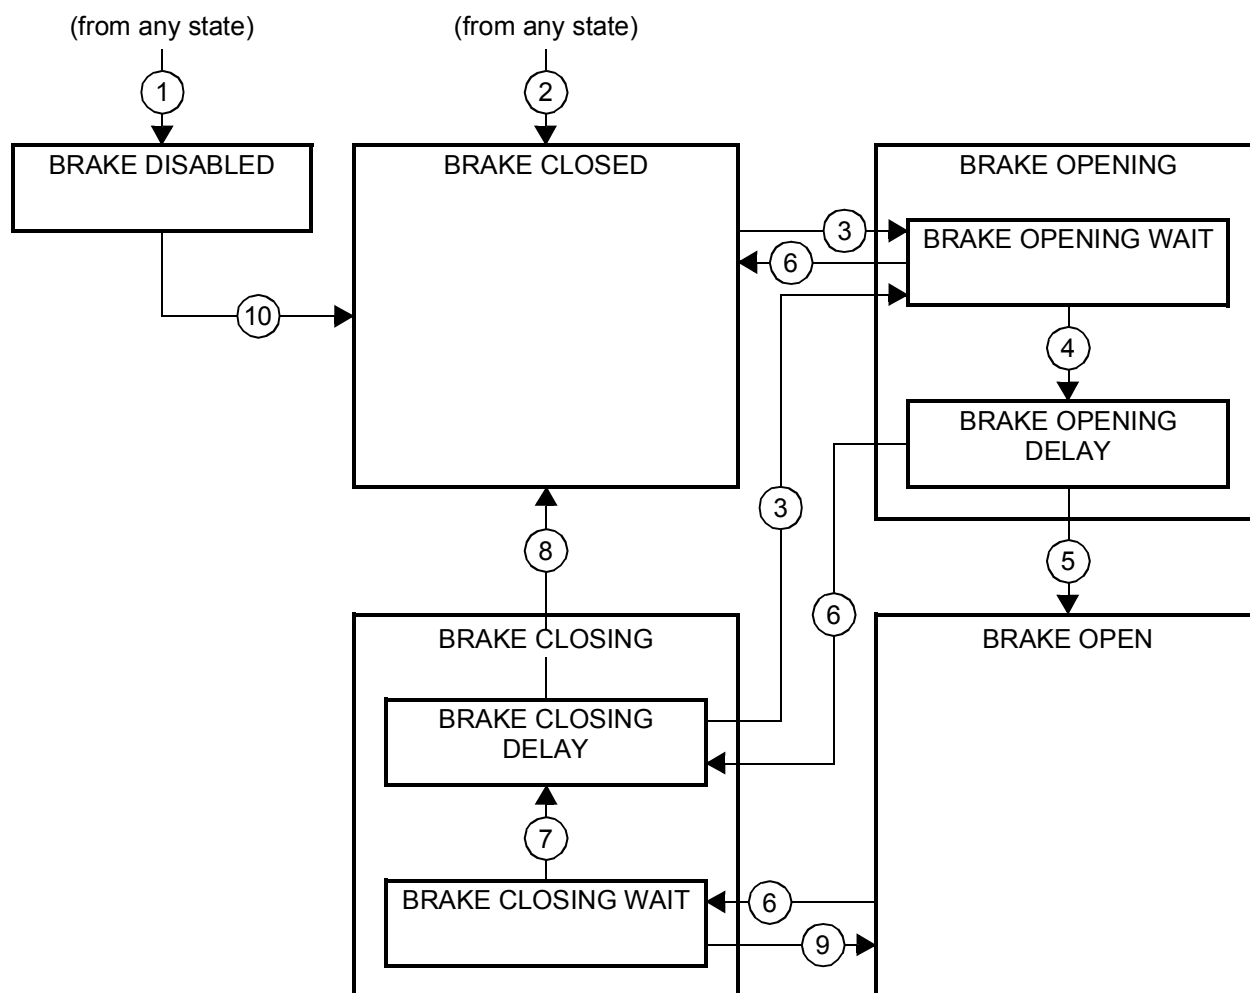 (from any state)
(from any state)
1
2
BRAKE DISABLED
BRAKE CLOSED
BRAKE OPENING
3
BRAKE OPENING WAIT
6
10
4
BRAKE OPENING
DELAY
3
8
5
6
BRAKE CLOSING
BRAKE OPEN
BRAKE CLOSING
DELAY
7
BRAKE CLOSING WAIT
6
9